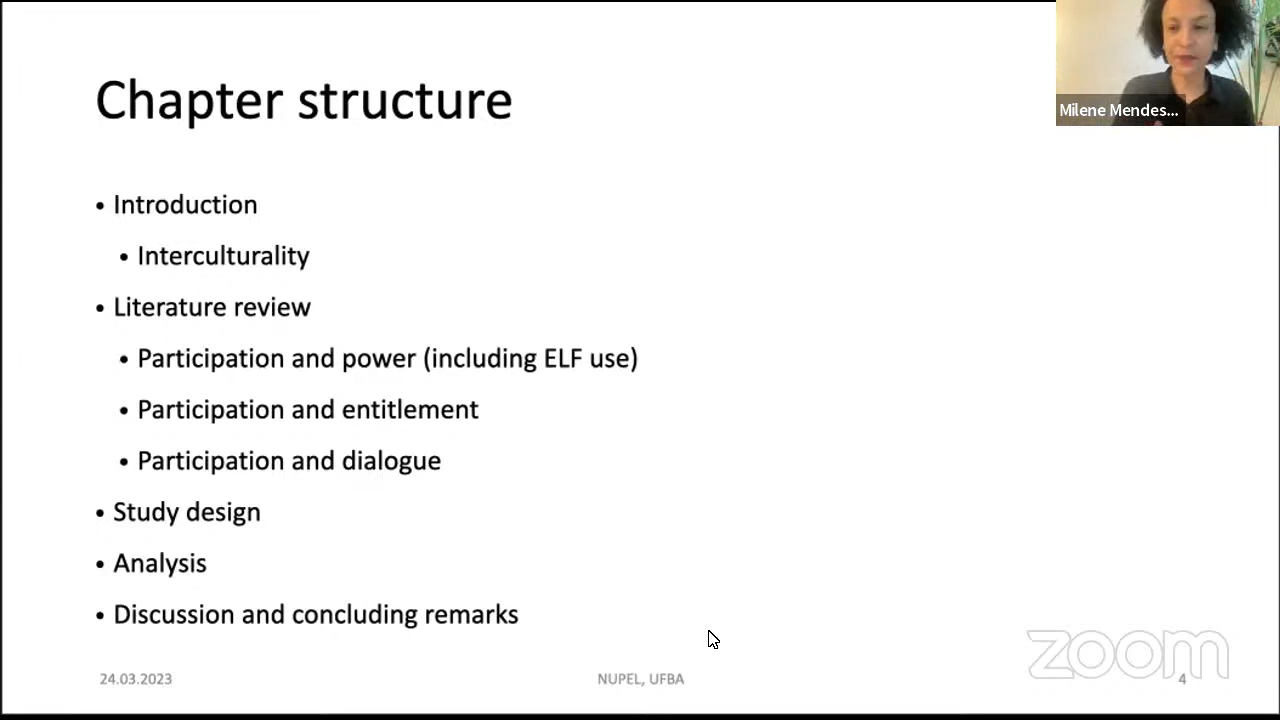 Chapter structure
Milene Mendes...
• Introduction
• Interculturality
• Literature review
• Participation and power (including ELF use)
• Participation and entitlement
• Participation and dialogue
• Study design
• Analysis
• Discussion and concluding remarks
zoom
24.03.2023
NUPEL, UFBA
4